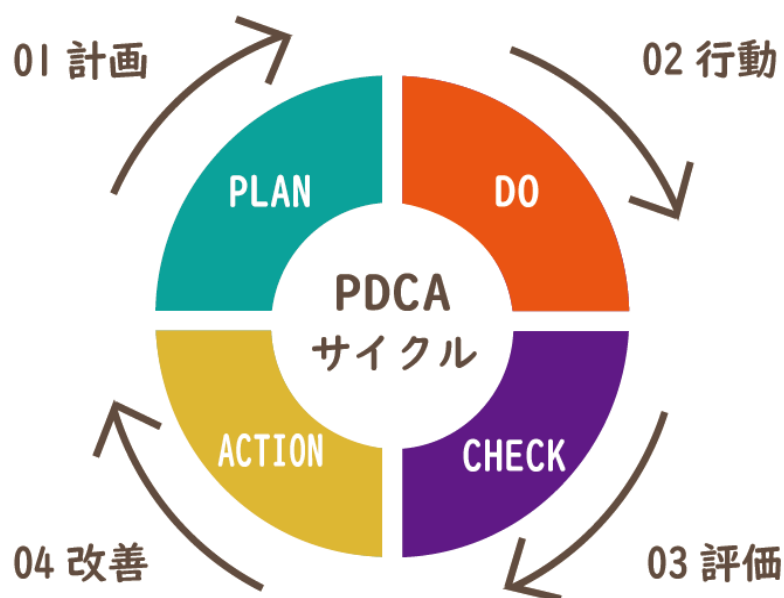 01 計画
02 行動
PLAN
DO
PDCA
サイクル
ACTION
CHECK
04 改善
03 評価